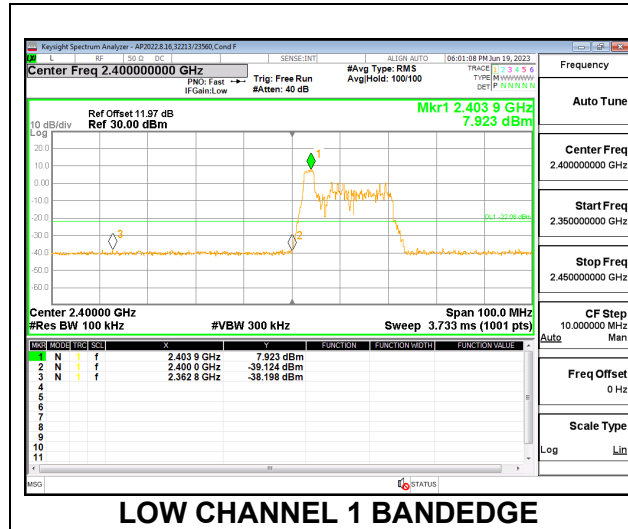 Keysight Spectrum Analyzer - AP2022.8.16,32213/23560,Cond F
L RF 50 Ω DC SENSE:INT ALIGN AUTO 06:01:08 PM Jun 19, 2023
Center Freq 2.400000000 GHz
PNO: Fast
IFGain:Low
Trig: Free Run
#Atten: 40 dB
#Avg Type: RMS
Avg|Hold: 100/100
TRACE 1 2 3 4 5 6
TYPE M W W W W W
DET P N N N N N
Ref Offset 11.97 dB
Ref 30.00 dBm
10 dB/div
Log
Mkr1 2.403 9 GHz
7.923 dBm
20.0
10.0
0.00
-10.0
-20.0
-30.0
-40.0
-50.0
-60.0
1
2
3
DL1 -22.08 dBm
Center 2.40000 GHz Span 100.0 MHz
#Res BW 100 kHz #VBW 300 kHz Sweep 3.733 ms (1001 pts)
MKR MODE TRC SCL X Y FUNCTION FUNCTION WIDTH FUNCTION VALUE
1 N 1 f 2.403 9 GHz 7.923 dBm
2 N 1 f 2.400 0 GHz -39.124 dBm
3 N 1 f 2.362 8 GHz -38.198 dBm
4
5
6
7
8
9
10
11
MSG STATUS
Frequency
Auto Tune
Center Freq
2.400000000 GHz
Start Freq
2.350000000 GHz
Stop Freq
2.450000000 GHz
CF Step
10.000000 MHz
Auto Man
Freq Offset
0 Hz
Scale Type
Log Lin
LOW CHANNEL 1 BANDEDGE